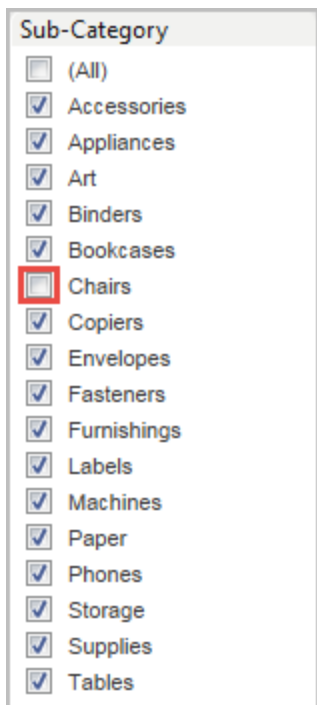 Sub-Category
(All)
Accessories
Appliances
Art
Binders
Bookcases
Chairs
Copiers
Envelopes
Fasteners
Furnishings
Labels
Machines
Paper
Phones
Storage
Supplies
Tables